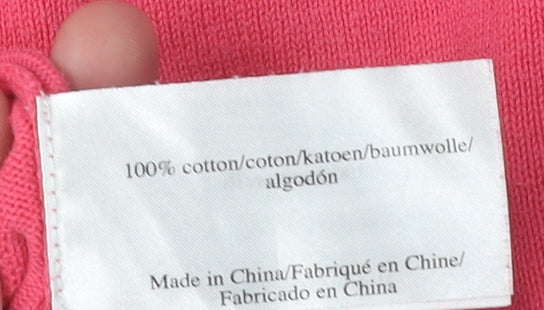 100% cotton/coton/katoen/baumwolle/
algodón
Made in China/Fabriqué en Chine/
Fabricado en China